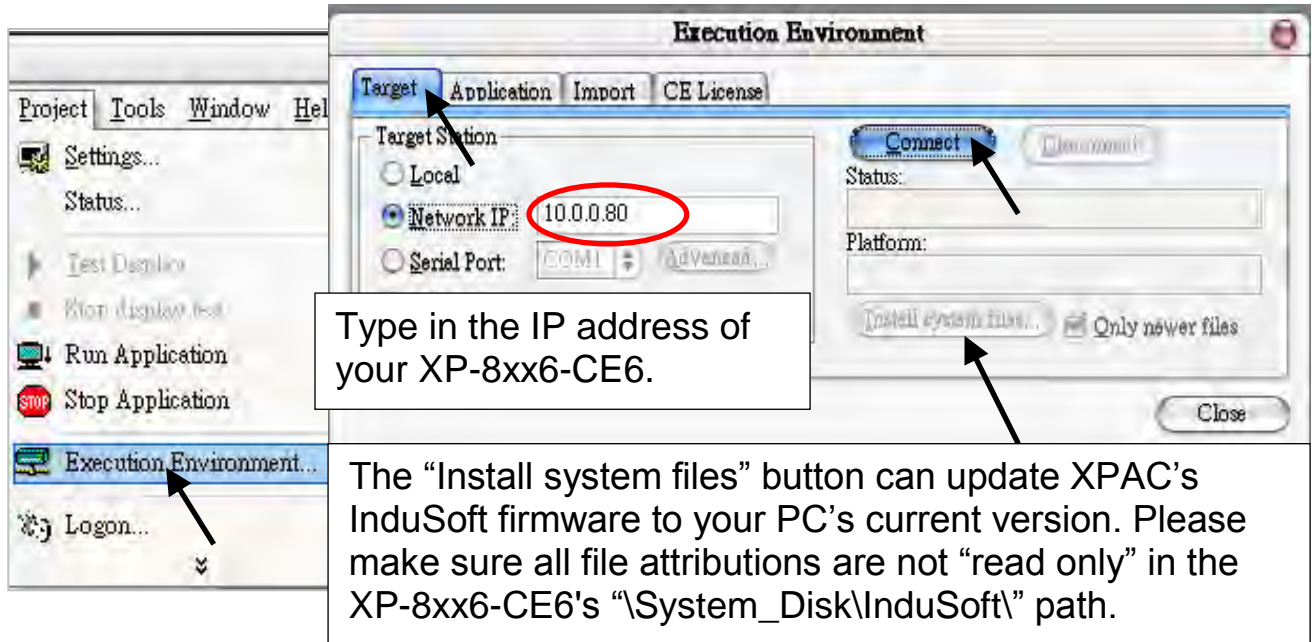 Project Tools Window Hel
Settings...
Status...
Test Display
Stop display test
Run Application
Stop Application
Execution Environment...
Logon...
Execution Environment
Target Application Import CE License
Target Station
Local
Network IP: 10.0.0.80
Serial Port: COM1 Advanced...
Connect Disconnect
Status:
Platform:
Install system files... Only newer files
Close
Type in the IP address of
your XP-8xx6-CE6.
The “Install system files” button can update XPAC’s
InduSoft firmware to your PC’s current version. Please
make sure all file attributions are not “read only” in the
XP-8xx6-CE6's “\System_Disk\InduSoft\” path.